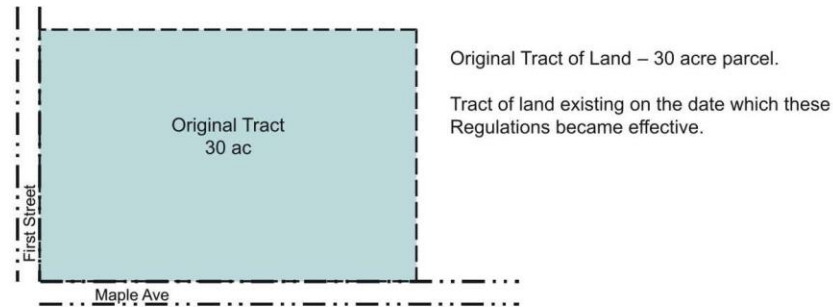 Original Tract of Land – 30 acre parcel.
Tract of land existing on the date which these
Regulations became effective.
Original Tract
30 ac
First Street
Maple Ave